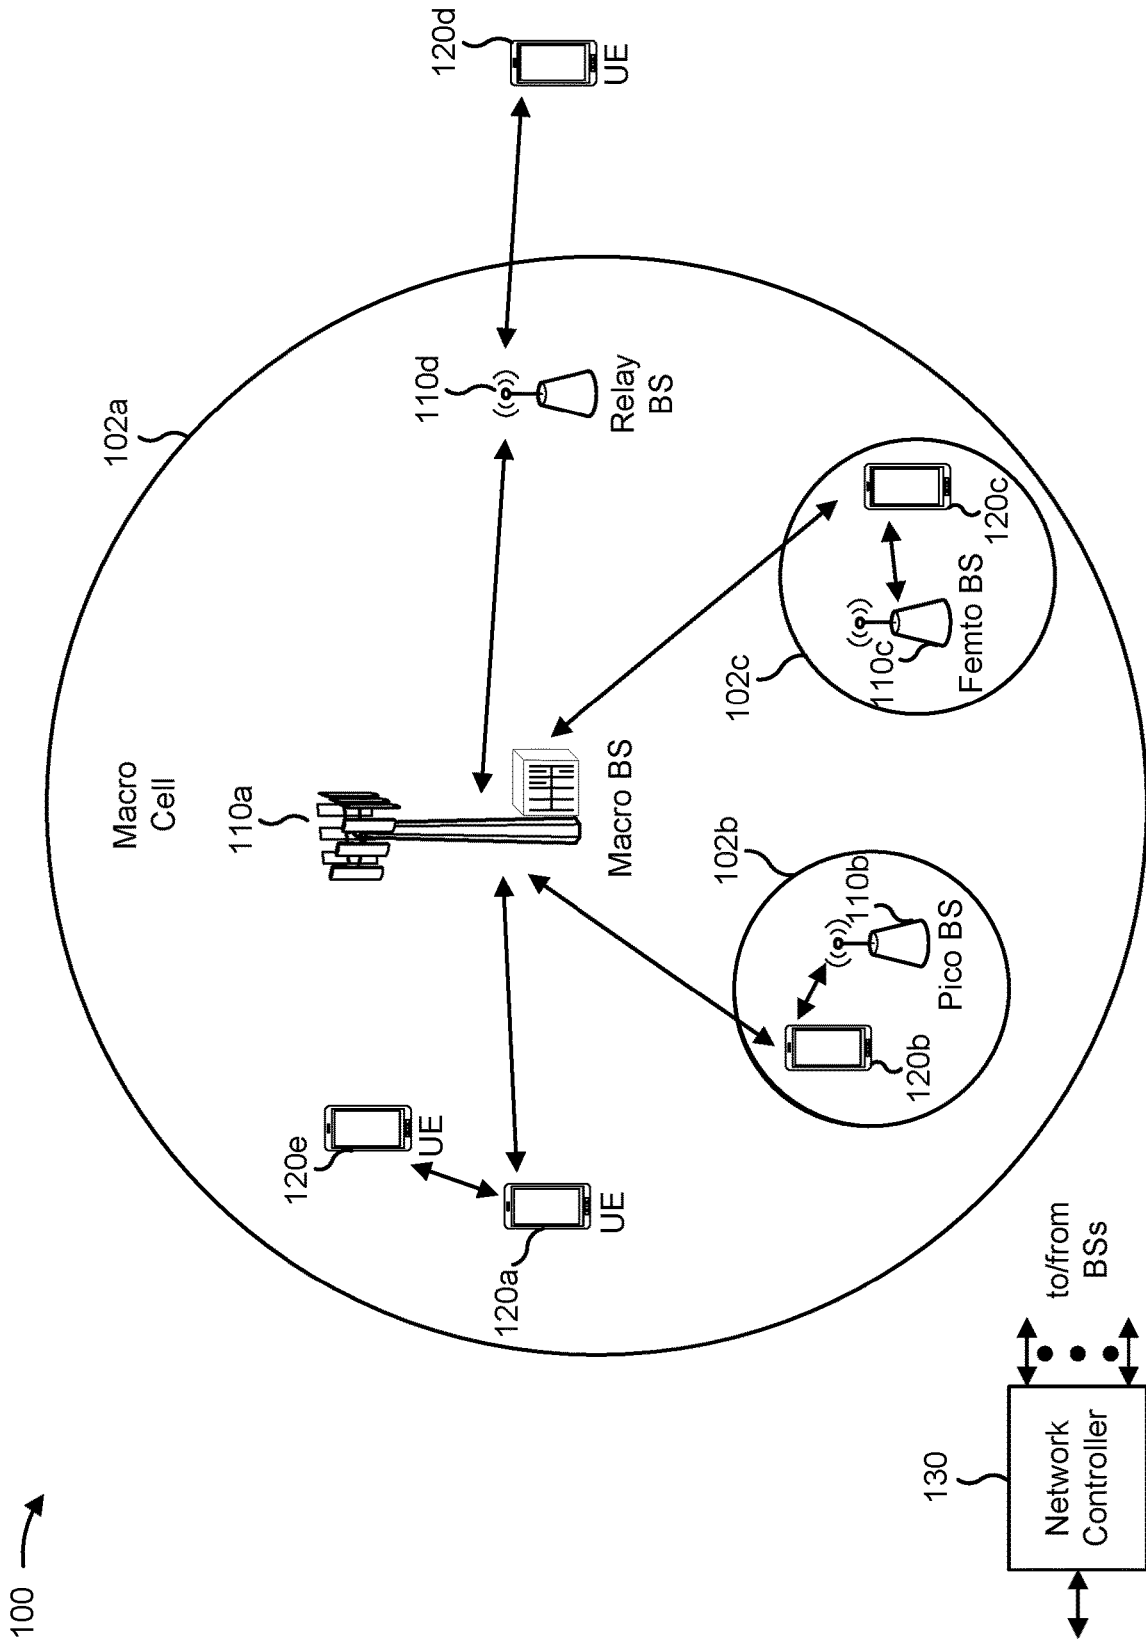 100
102a
Macro
Cell
110a
120d
UE
120e
UE
110d
Relay
BS
120a
UE
Macro BS
102c
102b
110c
Femto BS
120c
110b
Pico BS
120b
130
Network
Controller
to/from
BSs